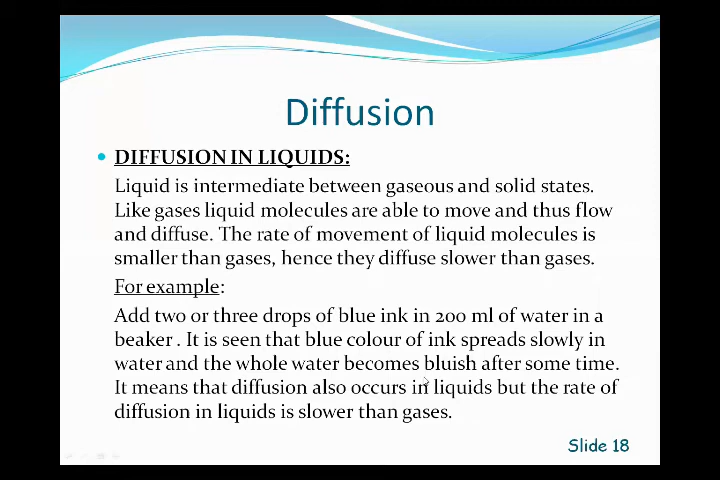 Diffusion
DIFFUSION IN LIQUIDS:
Liquid is intermediate between gaseous and solid states.
Like gases liquid molecules are able to move and thus flow
and diffuse. The rate of movement of liquid molecules is
smaller than gases, hence they diffuse slower than gases.
For example:
Add two or three drops of blue ink in 200 ml of water in a
beaker . It is seen that blue colour of ink spreads slowly in
water and the whole water becomes bluish after some time.
It means that diffusion also occurs in liquids but the rate of
diffusion in liquids is slower than gases.
Slide 18